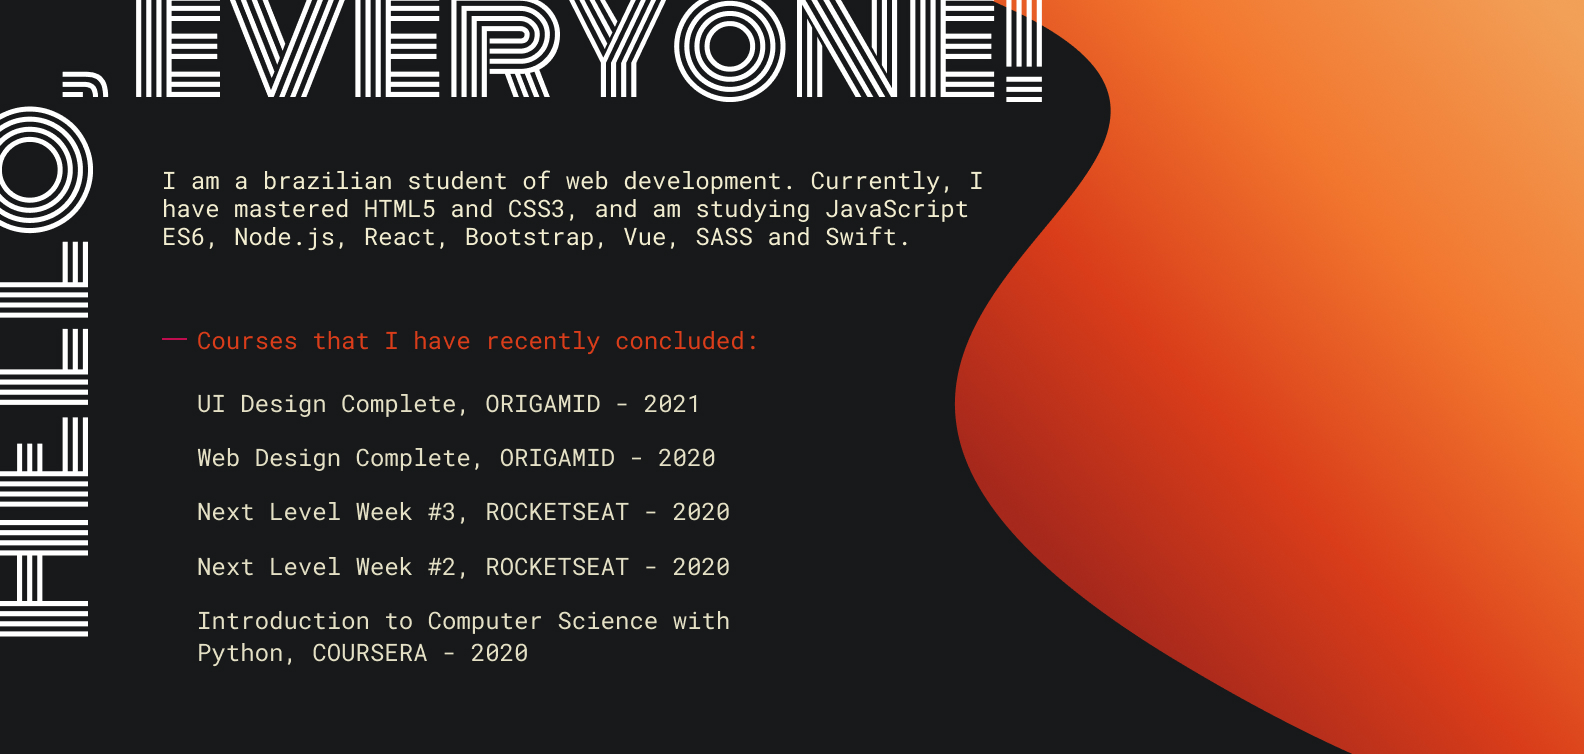 HELLO, EVERYONE!
I am a brazilian student of web development. Currently, I
have mastered HTML5 and CSS3, and am studying JavaScript
ES6, Node.js, React, Bootstrap, Vue, SASS and Swift.
Courses that I have recently concluded:
UI Design Complete, ORIGAMID - 2021
Web Design Complete, ORIGAMID - 2020
Next Level Week #3, ROCKETSEAT - 2020
Next Level Week #2, ROCKETSEAT - 2020
Introduction to Computer Science with
Python, COURSERA - 2020